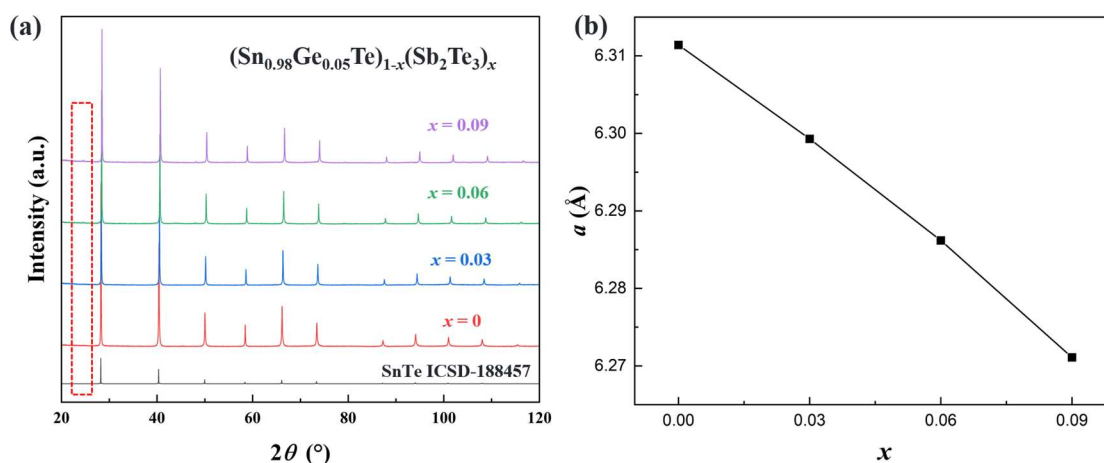 (a)
(Sn0.98Ge0.05Te)1-x(Sb2Te3)x
x = 0.09
x = 0.06
x = 0.03
x = 0
SnTe ICSD-188457
Intensity (a.u.)
20 40 60 80 100 120
2θ (°)
(b)
6.31
6.30
6.29
6.28
6.27
a (Å)
0.00 0.03 0.06 0.09
x